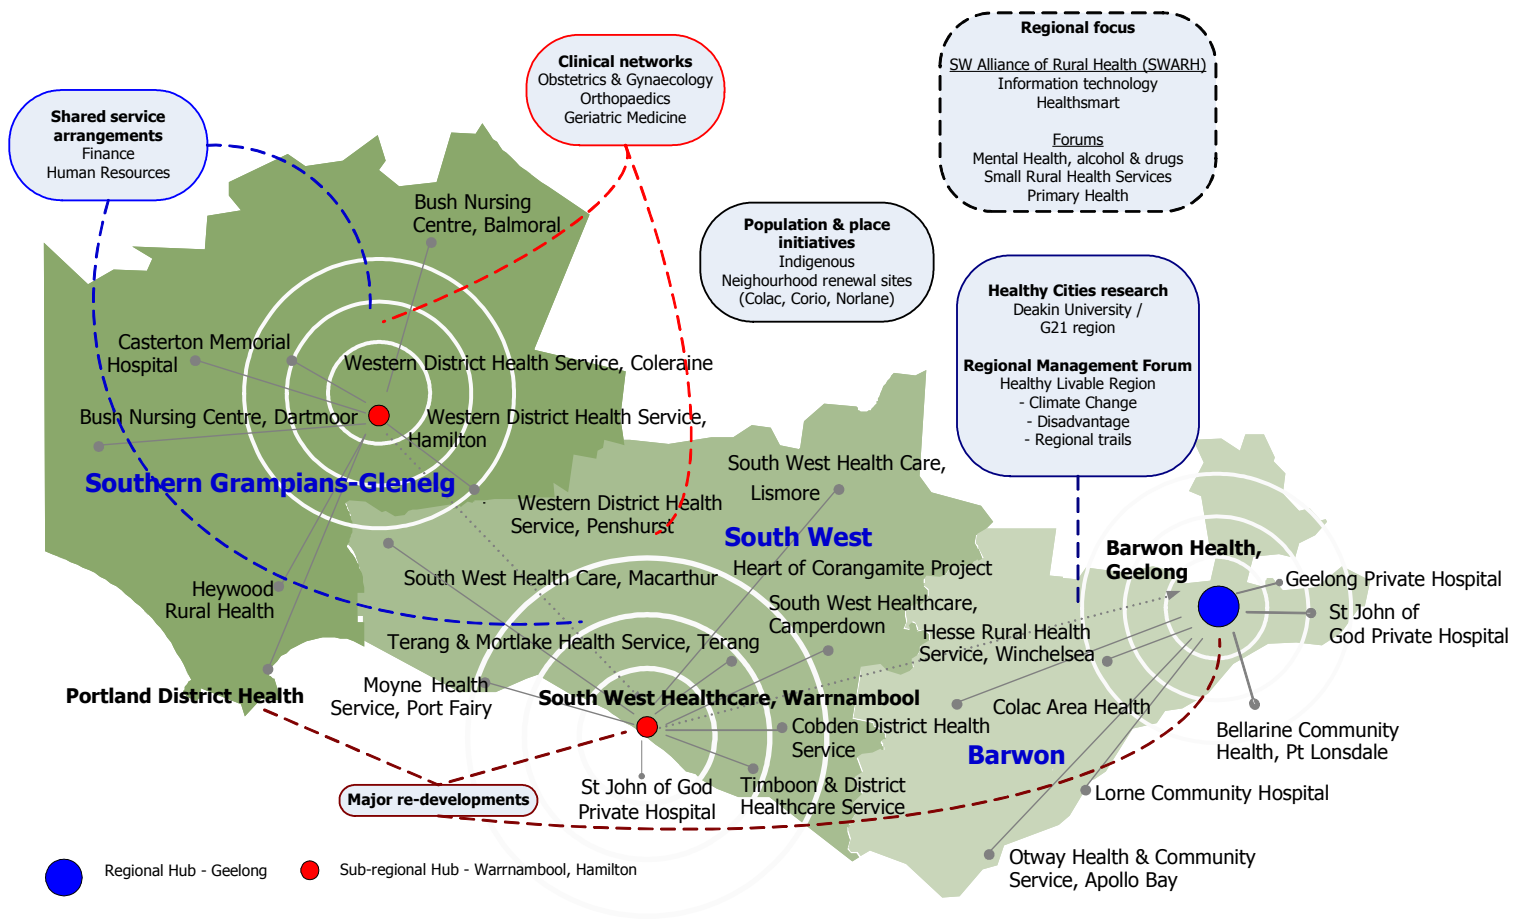 Regional focus
SW Alliance of Rural Health (SWARH)
Information technology
Healthsmart
Forums
Mental Health, alcohol & drugs
Small Rural Health Services
Primary Health
Clinical networks
Obstetrics & Gynaecology
Orthopaedics
Geriatric Medicine
Shared service
arrangements
Finance
Human Resources
Population & place
initiatives
Indigenous
Neighourhood renewal sites
(Colac, Corio, Norlane)
Healthy Cities research
Deakin University /
G21 region
Regional Management Forum
Healthy Livable Region
- Climate Change
- Disadvantage
- Regional trails
Bush Nursing
Centre, Balmoral
Casterton Memorial
Hospital
Western District Health Service, Coleraine
Bush Nursing Centre, Dartmoor
Western District Health Service,
Hamilton
Southern Grampians-Glenelg
Western District Health
Service, Penshurst
South West Health Care,
Lismore
South West
Heart of Corangamite Project
South West Health Care, Macarthur
Heywood
Rural Health
South West Healthcare,
Camperdown
Terang & Mortlake Health Service, Terang
Hesse Rural Health
Service, Winchelsea
Barwon Health,
Geelong
Geelong Private Hospital
St John of
God Private Hospital
Portland District Health
Moyne Health
Service, Port Fairy
South West Healthcare, Warrnambool
Colac Area Health
Cobden District Health
Service
Barwon
Bellarine Community
Health, Pt Lonsdale
St John of God
Private Hospital
Timboon & District
Healthcare Service
Lorne Community Hospital
Major re-developments
Otway Health & Community
Service, Apollo Bay
Regional Hub - Geelong
Sub-regional Hub - Warrnambool, Hamilton